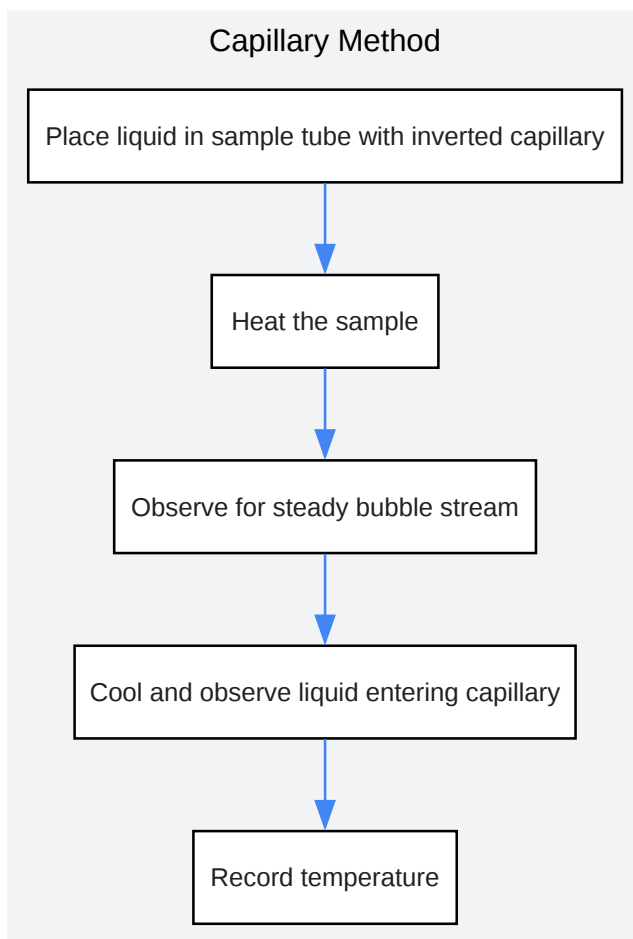 Capillary Method
Place liquid in sample tube with inverted capillary
Heat the sample
Observe for steady bubble stream
Cool and observe liquid entering capillary
Record temperature